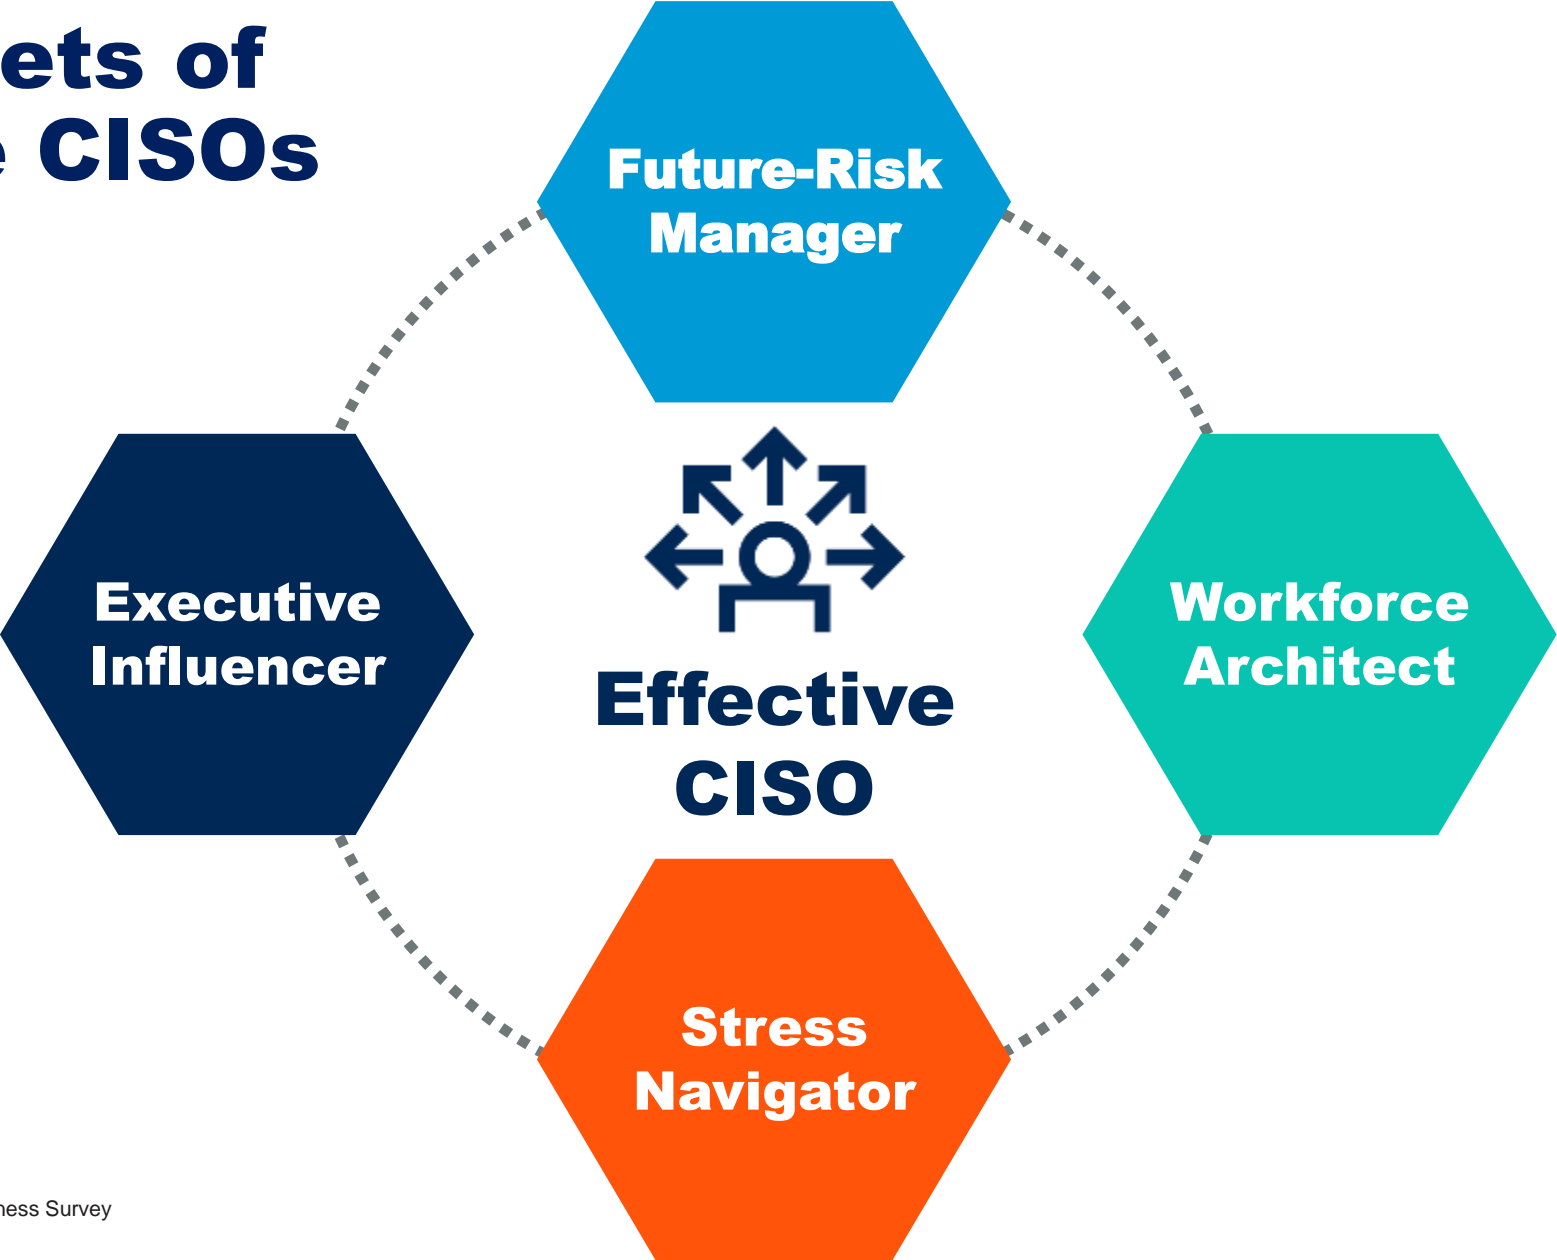 ets of
e CISOs
Future-Risk
Manager
Executive
Influencer
Workforce
Architect
Effective
CISO
Stress
Navigator
ness Survey